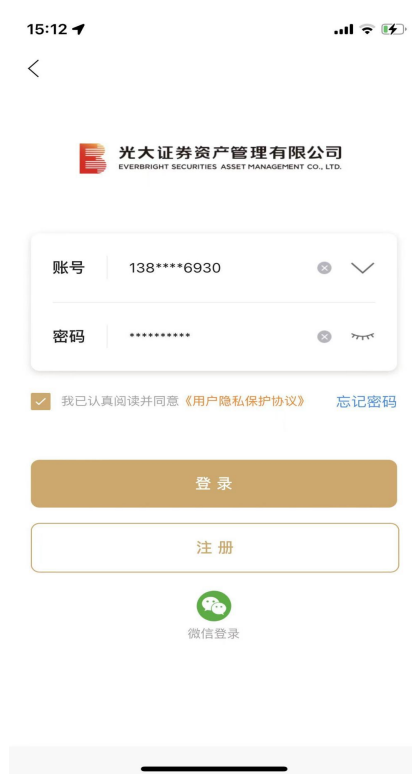 15:12
光大证券资产管理有限公司
EVERBRIGHT SECURITIES ASSET MANAGEMENT CO., LTD.
账号 138****6930
密码 **********
我已认真阅读并同意《用户隐私保护协议》 忘记密码
登 录
注 册
微信登录